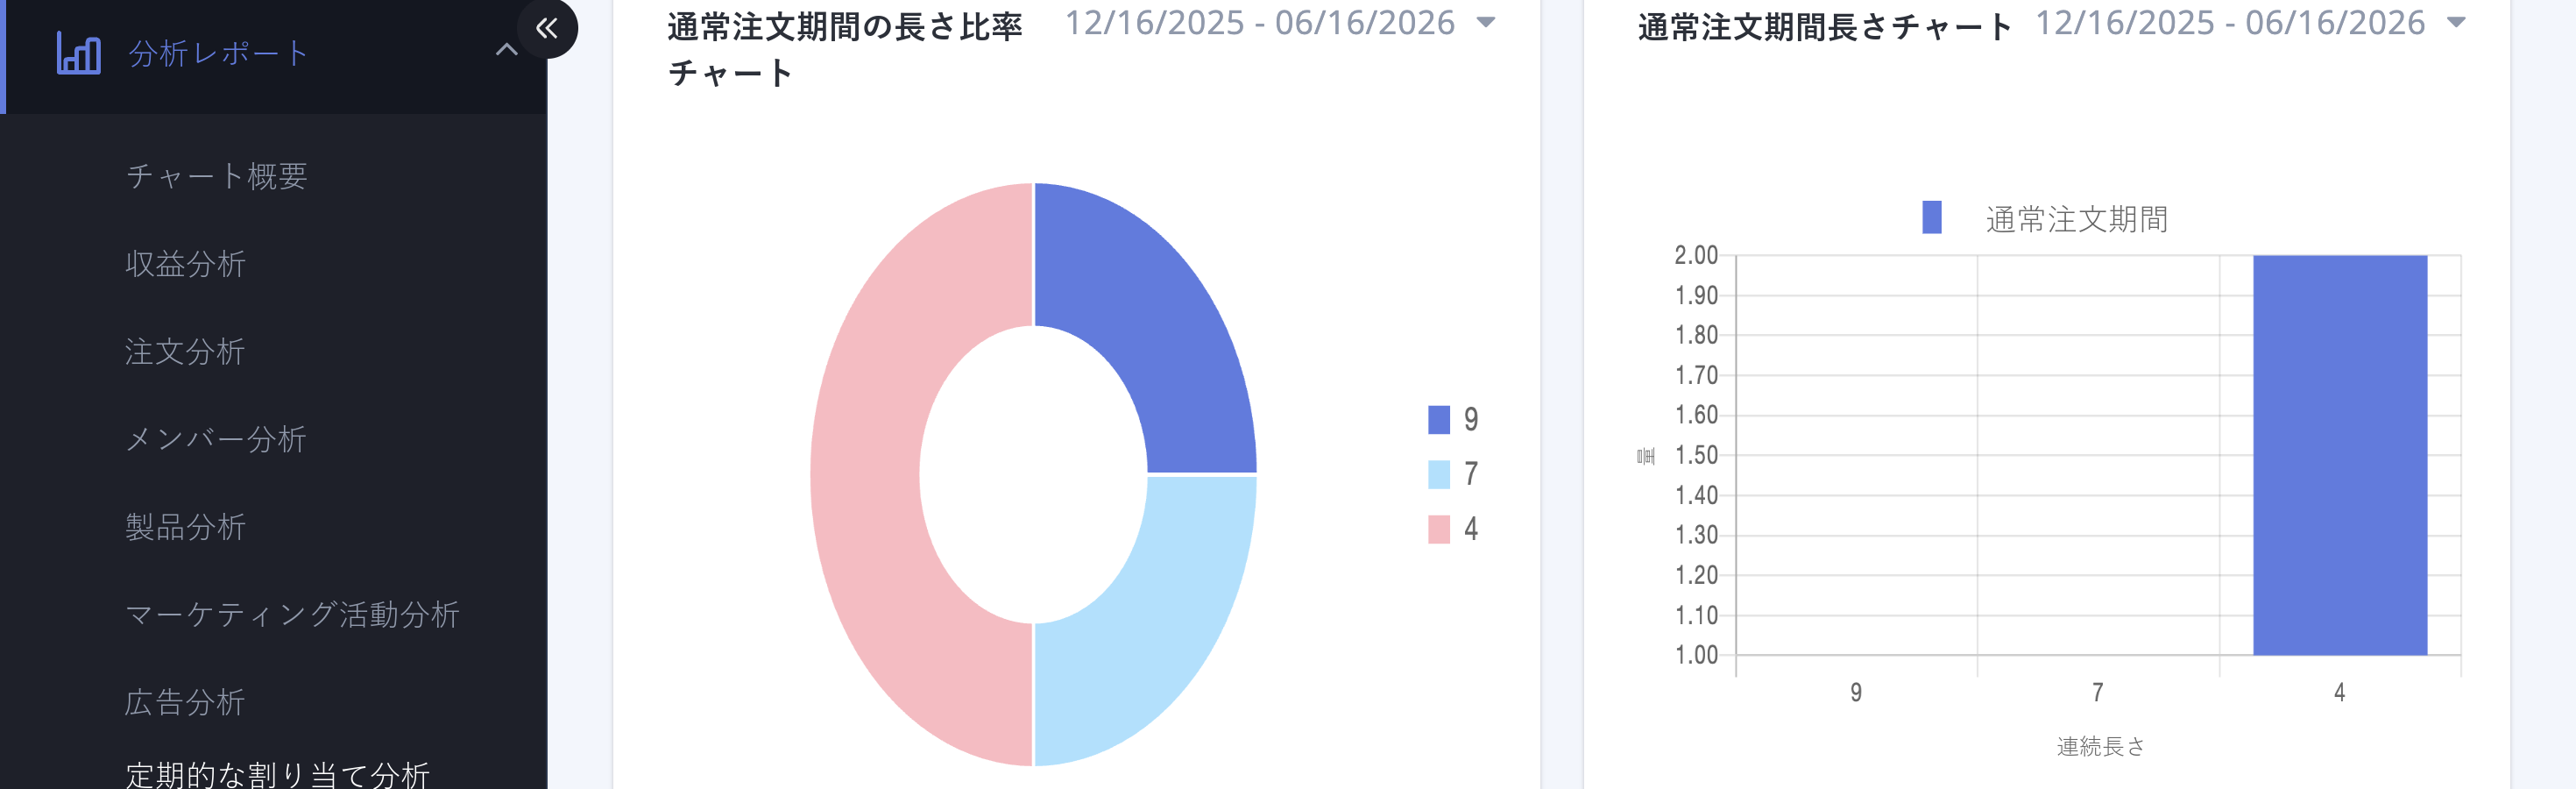 分析レポート
チャート概要
収益分析
注文分析
メンバー分析
製品分析
マーケティング活動分析
広告分析
定期的な割り当て分析
通常注文期間の長さ比率
チャート
12/16/2025 - 06/16/2026
9
7
4
通常注文期間長さチャート
12/16/2025 - 06/16/2026
通常注文期間
2.00
1.90
1.80
1.70
1.60
1.50
1.40
1.30
1.20
1.10
1.00
量
9 7 4
連続長さ